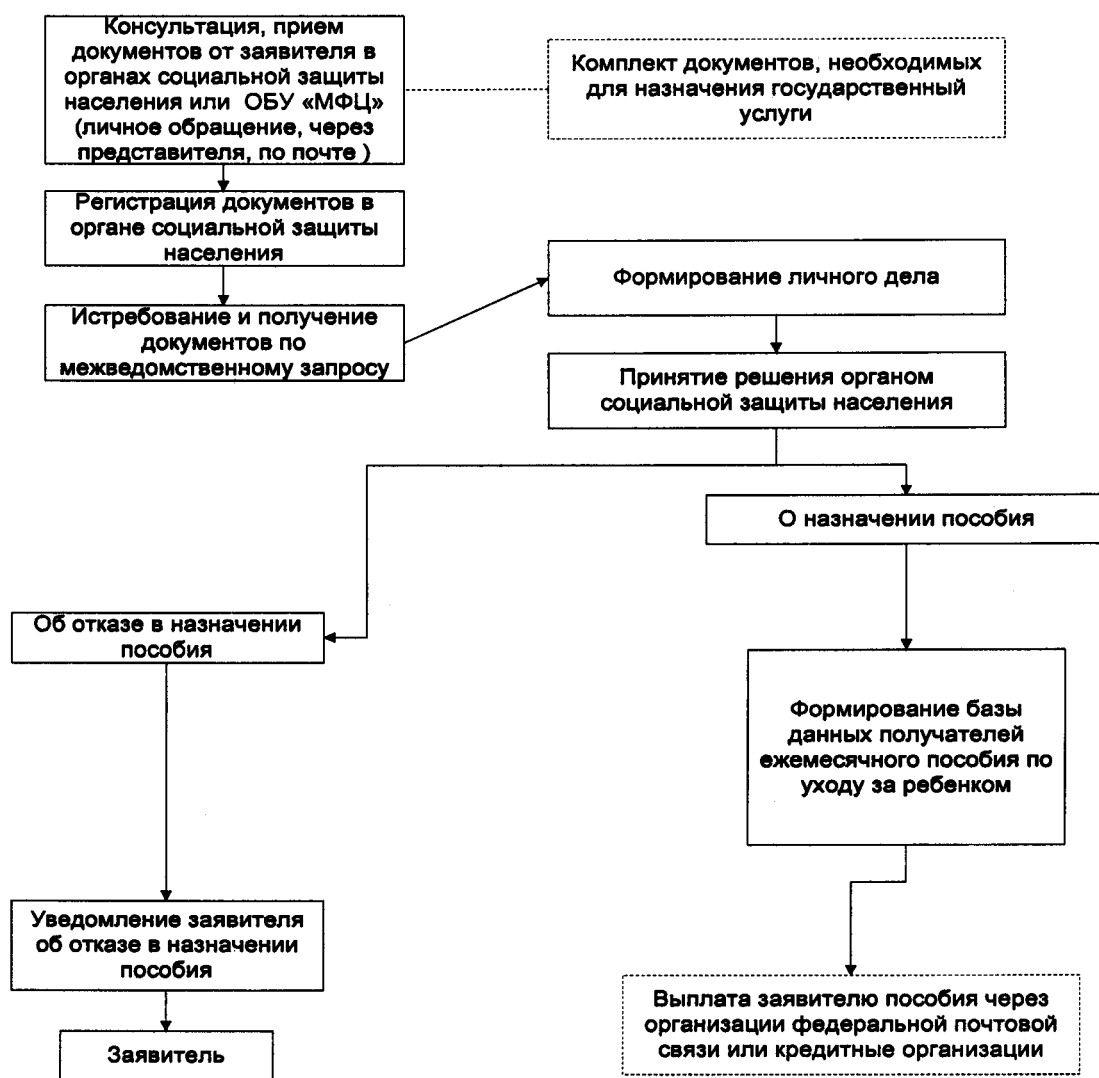 Консультация, прием
документов от заявителя в
органах социальной защиты
населения или ОБУ «МФЦ»
(личное обращение, через
представителя, по почте )
Комплект документов, необходимых
для назначения государственный
услуги
Регистрация документов в
органе социальной защиты
населения
Истребование и получение
документов по
межведомственному запросу
Формирование личного дела
Принятие решения органом
социальной защиты населения
О назначении пособия
Об отказе в назначении
пособия
Формирование базы
данных получателей
ежемесячного пособия по
уходу за ребенком
Уведомление заявителя
об отказе в назначении
пособия
Заявитель
Выплата заявителю пособия через
организации федеральной почтовой
связи или кредитные организации